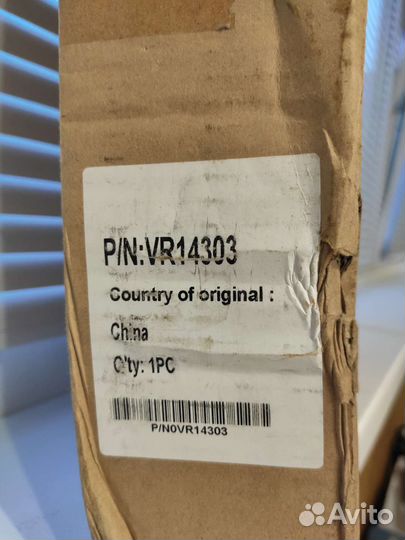 P/N:VR14303
Country of original :
China
Q'ty: 1PC
P/N0VR14303
Avito